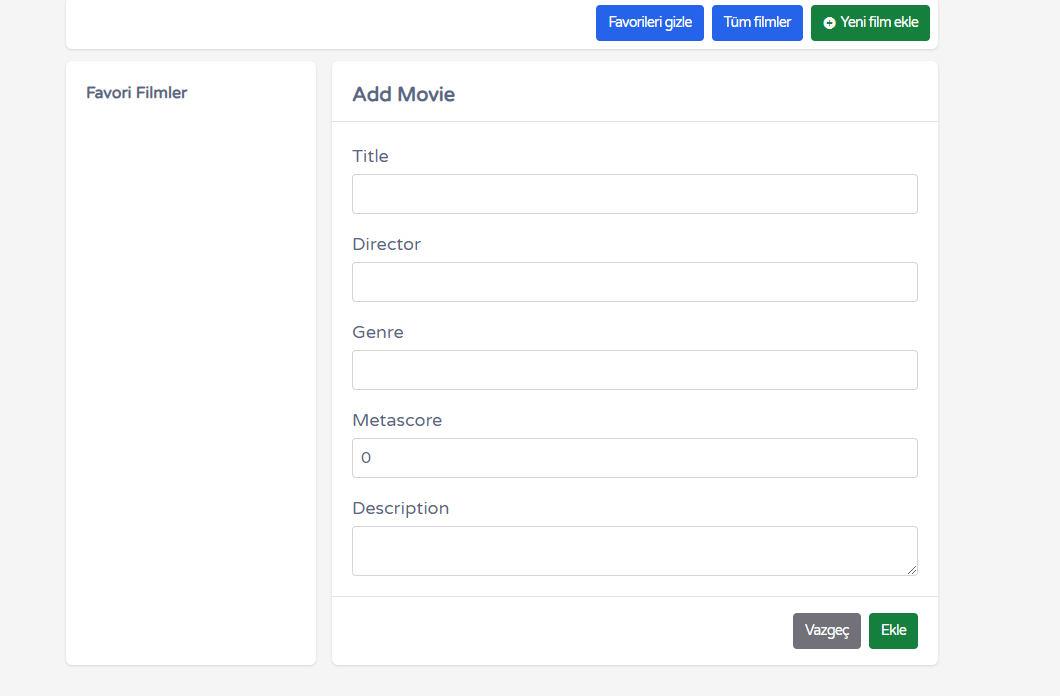 Favorileri gizle
Tüm filmler
Yeni film ekle
Favori Filmler
Add Movie
Title
Director
Genre
Metascore
0
Description
Vazgeç
Ekle